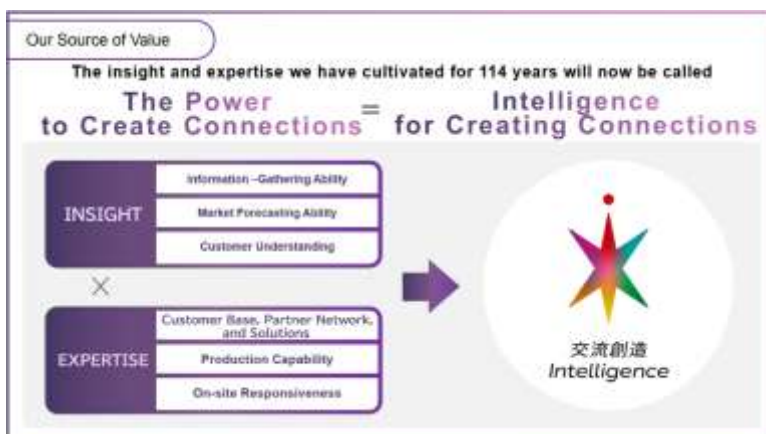 Our Source of Value
The insight and expertise we have cultivated for 114 years will now be called
The Power
to Create Connections
=
Intelligence
for Creating Connections
INSIGHT
Information –Gathering Ability
Market Forecasting Ability
Customer Understanding
×
EXPERTISE
Customer Base, Partner Network,
and Solutions
Production Capability
On-site Responsiveness
交流創造
Intelligence